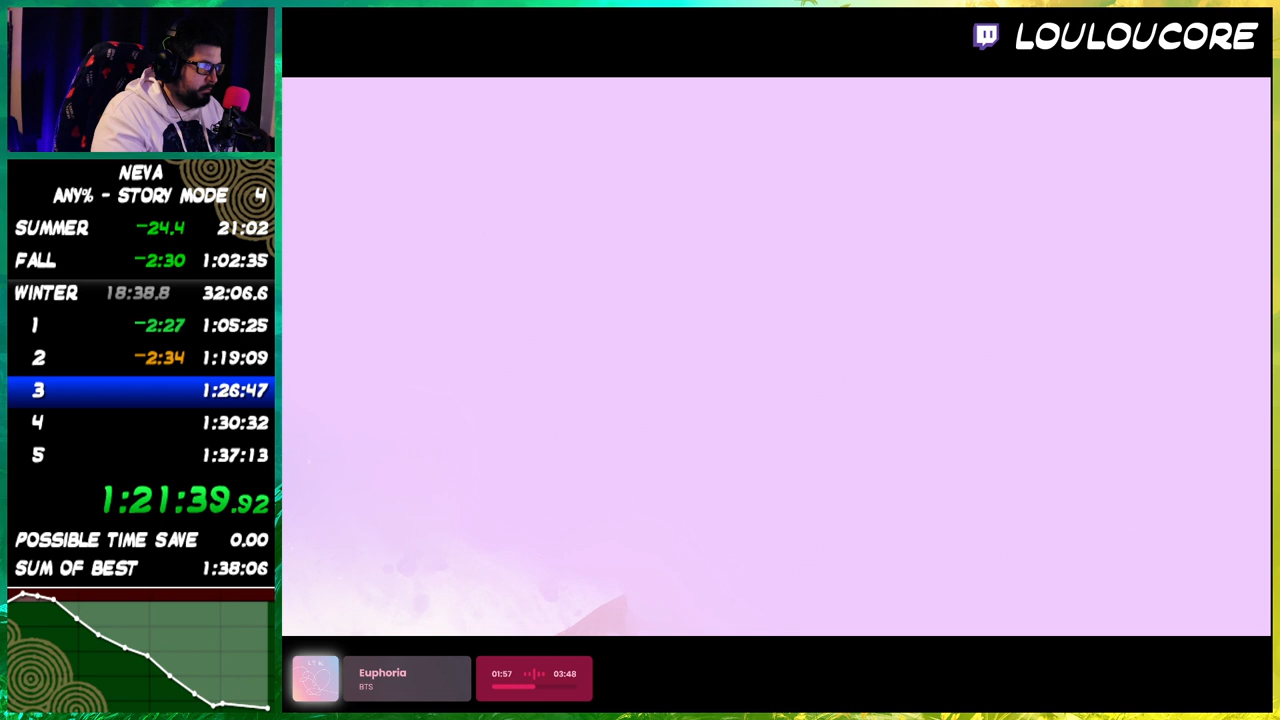 LOULOUCORE
NEVA
ANY% - STORY MODE 4
SUMMER -24.4 21:02
FALL -2:30 1:02:35
WINTER 18:38.8 32:06.6
1 -2:27 1:05:25
2 -2:34 1:19:09
3 1:26:47
4 1:30:32
5 1:37:13
1:21:39.92
POSSIBLE TIME SAVE 0.00
SUM OF BEST 1:38:06
Euphoria
BTS
01:57 03:48